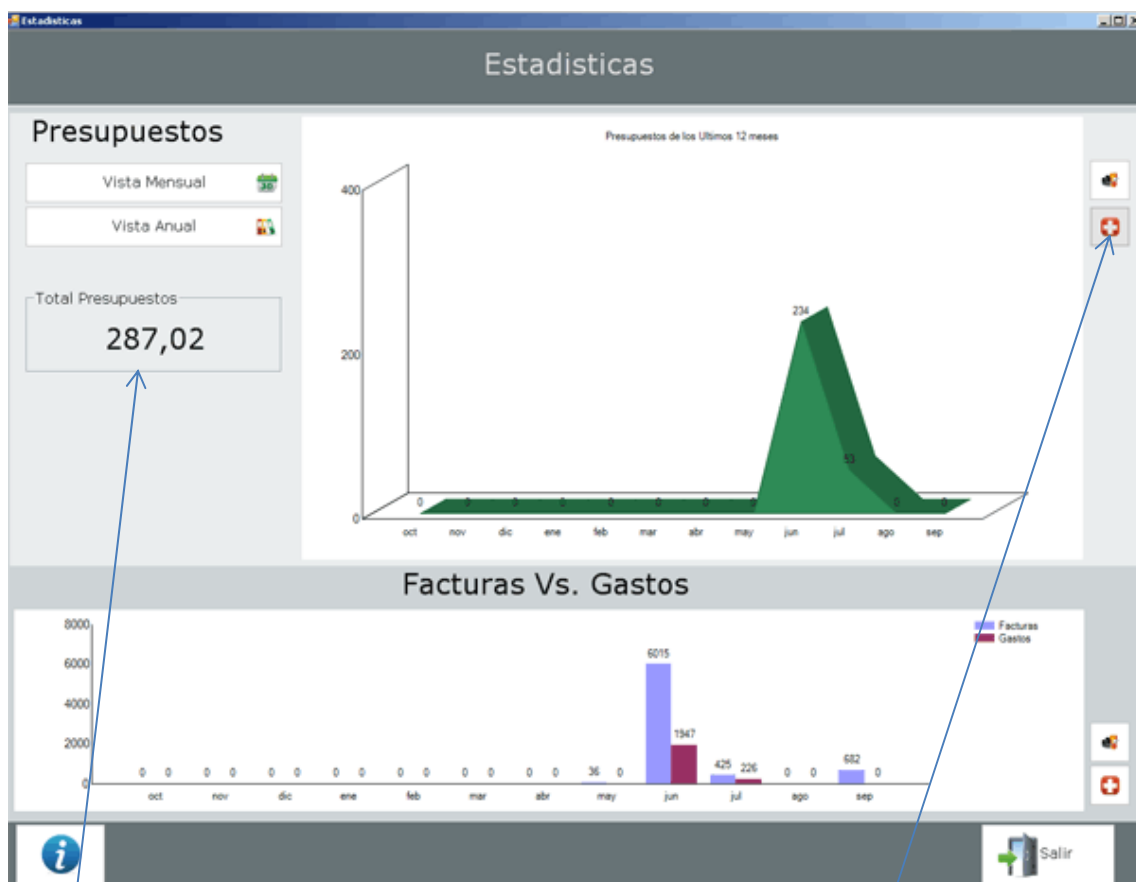 Estadisticas
Estadisticas
Presupuestos
Vista Mensual
30
Vista Anual
Total Presupuestos
287,02
Presupuestos de los Ultimos 12 meses
400
200
0
234
53
0 0 0 0 0 0 0 0 0 0
oct nov dic ene feb mar abr may jun jul ago sep
Facturas Vs. Gastos
Facturas
Gastos
8000
6000
4000
2000
0
0 0 0 0 0 0 0 0 0 0 0 0 0 0 36 0 6015 1947 425 226 0 0 682 0
oct nov dic ene feb mar abr may jun jul ago sep
i
Salir